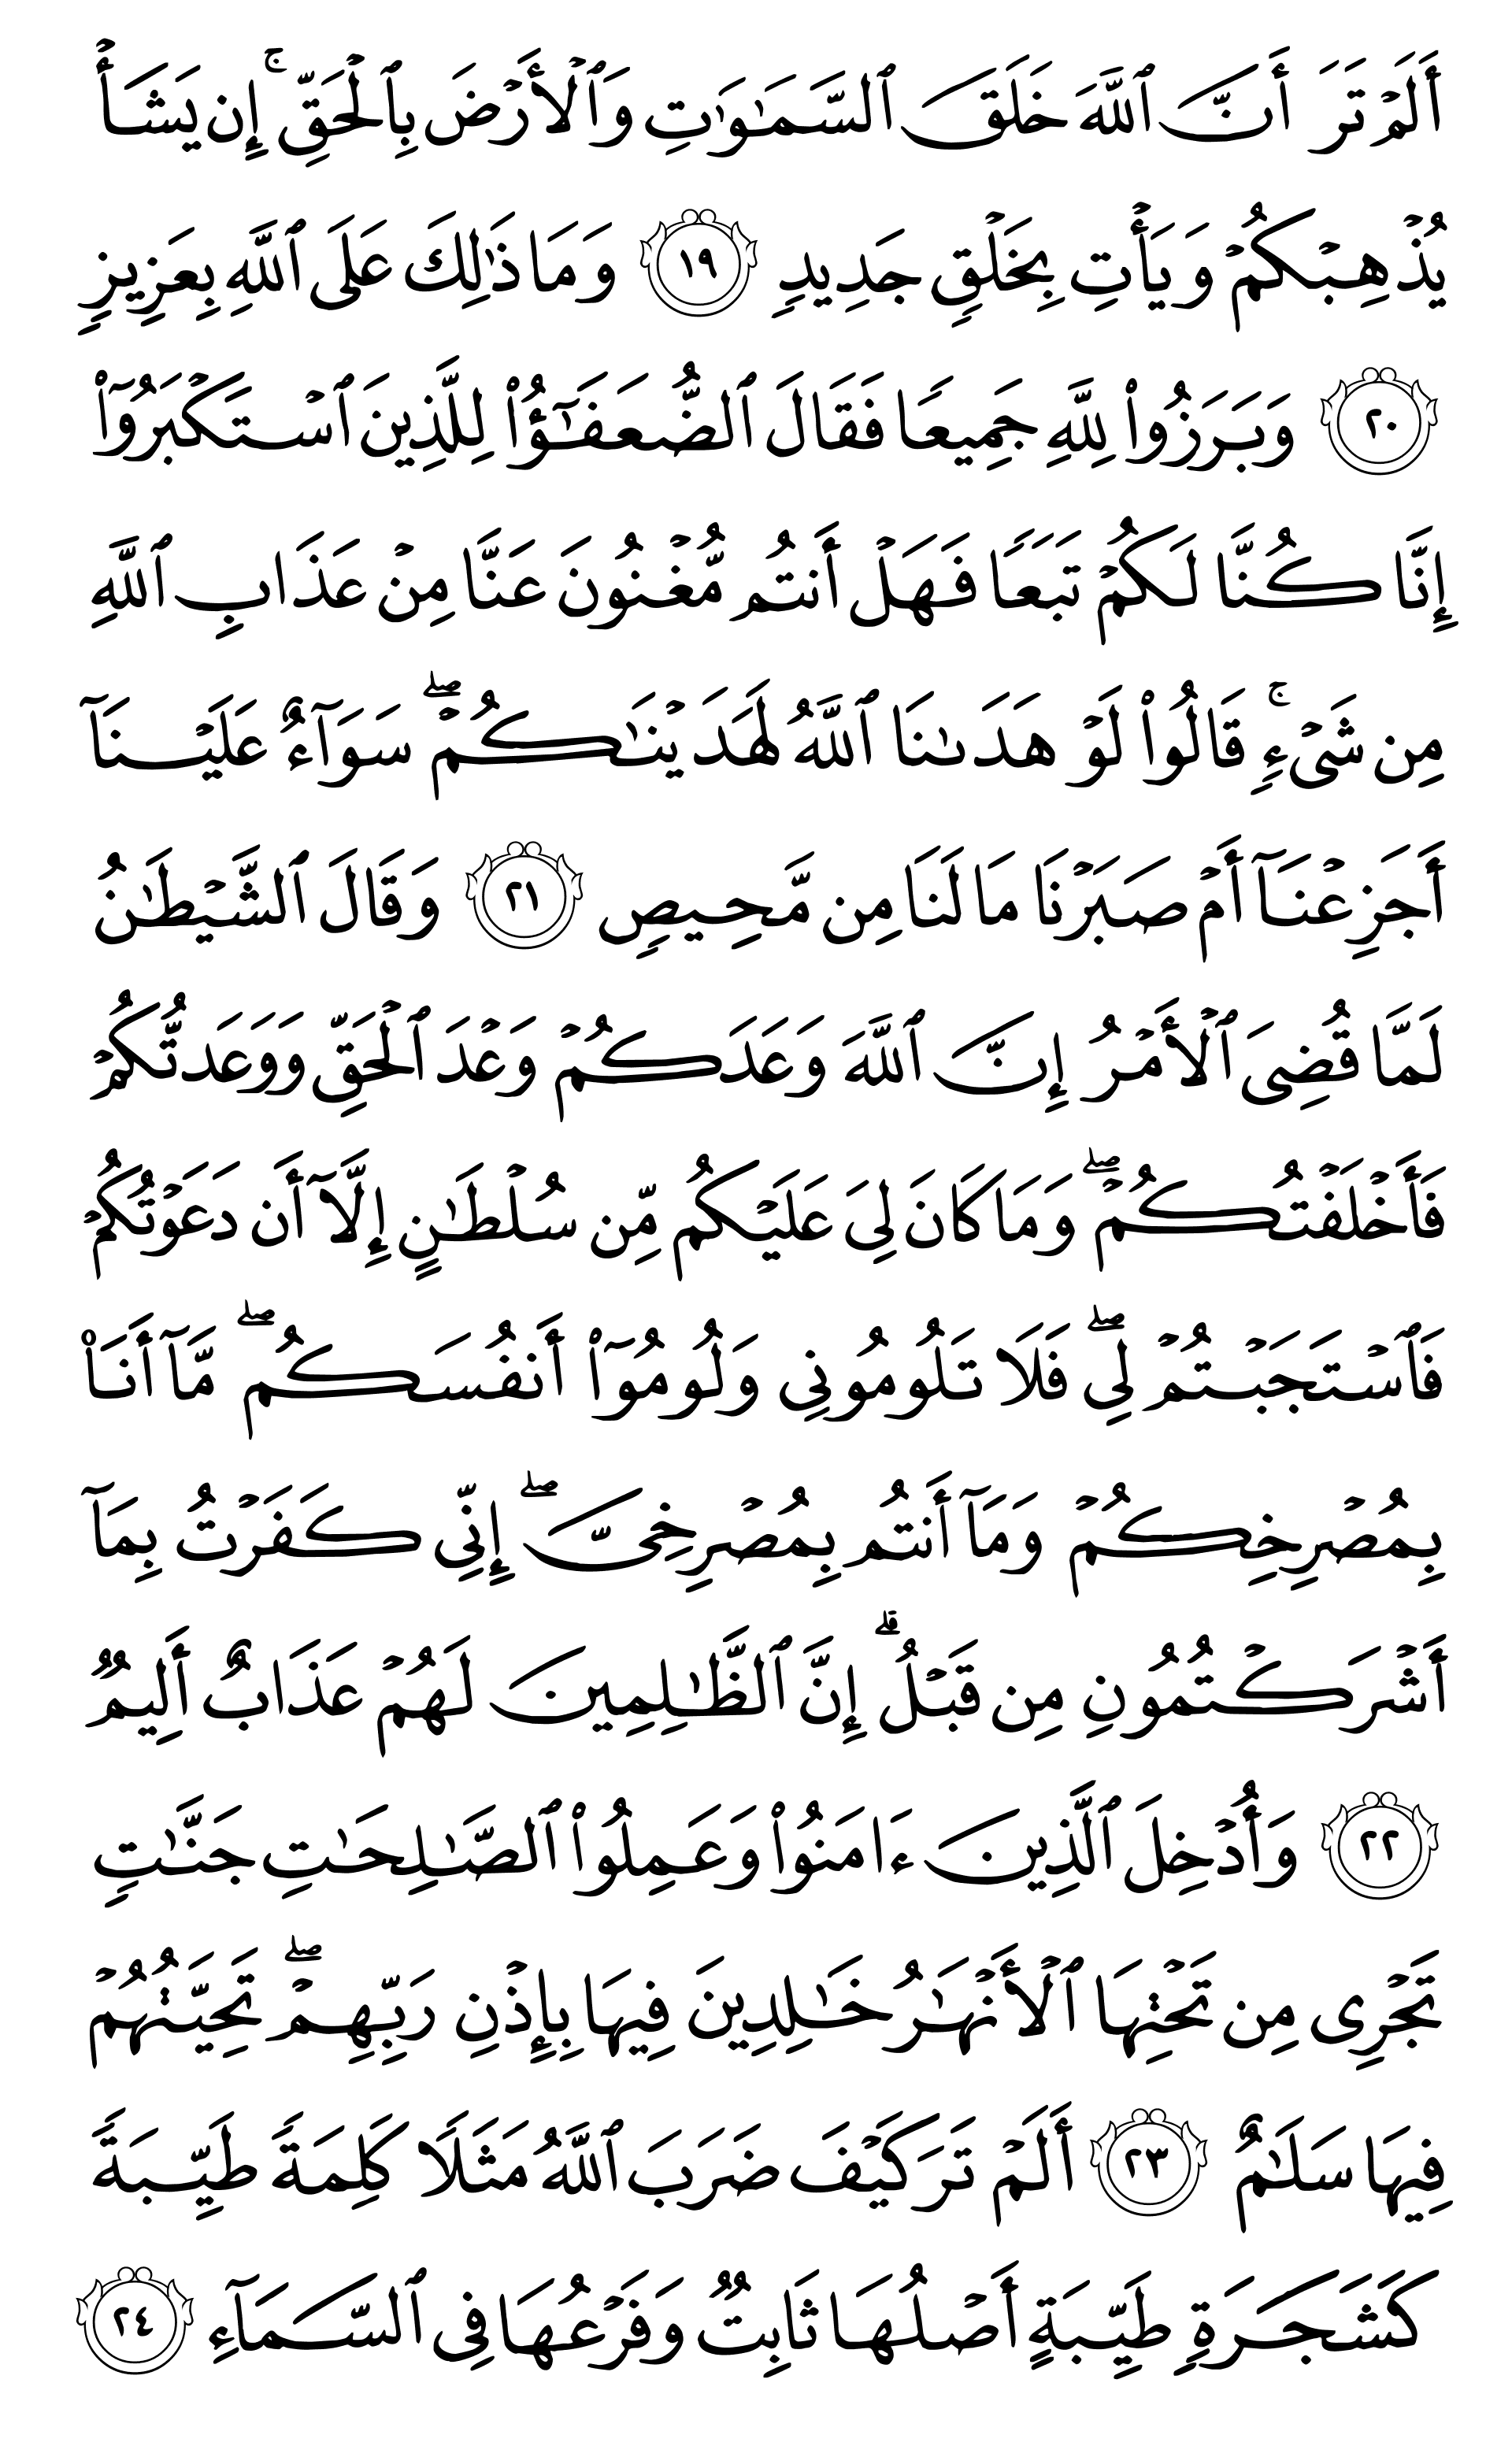 أَلَمۡ تَرَ أَنَّ ٱللَّهَ خَلَقَ ٱلسَّمَٰوَٰتِ وَٱلۡأَرۡضَ بِٱلۡحَقِّۚ إِن يَشَأۡ
يُذۡهِبۡكُمۡ وَيَأۡتِ بِخَلۡقٖ جَدِيدٖ ١٩ وَمَا ذَٰلِكَ عَلَى ٱللَّهِ بِعَزِيزٖ
٢٠ وَبَرَزُواْ لِلَّهِ جَمِيعٗا فَقَالَ ٱلضُّعَفَٰٓؤُاْ لِلَّذِينَ ٱسۡتَكۡبَرُوٓاْ
إِنَّا كُنَّا لَكُمۡ تَبَعٗا فَهَلۡ أَنتُم مُّغۡنُونَ عَنَّا مِنۡ عَذَابِ ٱللَّهِ
مِن شَيۡءٖۚ قَالُواْ لَوۡ هَدَىٰنَا ٱللَّهُ لَهَدَيۡنَٰكُمۡۖ سَوَآءٌ عَلَيۡنَآ
أَجَزِعۡنَآ أَمۡ صَبَرۡنَا مَا لَنَا مِن مَّحِيصٖ ٢١ وَقَالَ ٱلشَّيۡطَٰنُ
لَمَّا قُضِيَ ٱلۡأَمۡرُ إِنَّ ٱللَّهَ وَعَدَكُمۡ وَعۡدَ ٱلۡحَقِّ وَوَعَدتُّكُمۡ
فَأَخۡلَفۡتُكُمۡۖ وَمَا كَانَ لِيَ عَلَيۡكُم مِّن سُلۡطَٰنٍ إِلَّآ أَن دَعَوۡتُكُمۡ
فَٱسۡتَجَبۡتُمۡ لِيۖ فَلَا تَلُومُونِي وَلُومُوٓاْ أَنفُسَكُمۖ مَّآ أَنَا۠
بِمُصۡرِخِكُمۡ وَمَآ أَنتُم بِمُصۡرِخِيَّۖ إِنِّي كَفَرۡتُ بِمَآ
أَشۡرَكۡتُمُونِ مِن قَبۡلُۗ إِنَّ ٱلظَّٰلِمِينَ لَهُمۡ عَذَابٌ أَلِيمٞ
٢٢ وَأُدۡخِلَ ٱلَّذِينَ ءَامَنُواْ وَعَمِلُواْ ٱلصَّٰلِحَٰتِ جَنَّٰتٖ
تَجۡرِي مِن تَحۡتِهَا ٱلۡأَنۡهَٰرُ خَٰلِدِينَ فِيهَا بِإِذۡنِ رَبِّهِمۡۖ تَحِيَّتُهُمۡ
فِيهَا سَلَٰمٌ ٢٣ أَلَمۡ تَرَ كَيۡفَ ضَرَبَ ٱللَّهُ مَثَلٗا كَلِمَةٗ طَيِّبَةٗ
كَشَجَرَةٖ طَيِّبَةٍ أَصۡلُهَا ثَابِتٞ وَفَرۡعُهَا فِي ٱلسَّمَآءِ ٢٤